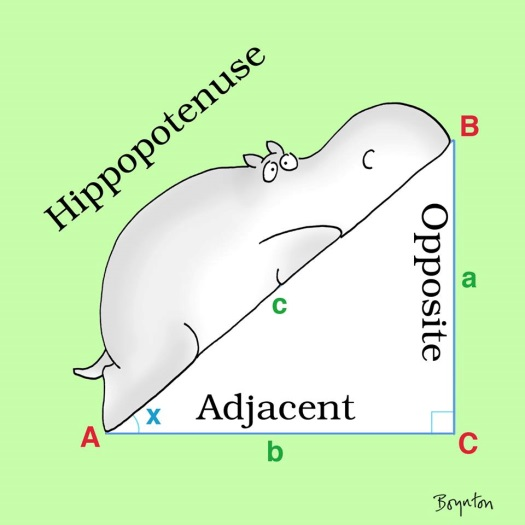 Hippopotenuse
B
Opposite
a
c
Adjacent
x
A
b
C
Boynton